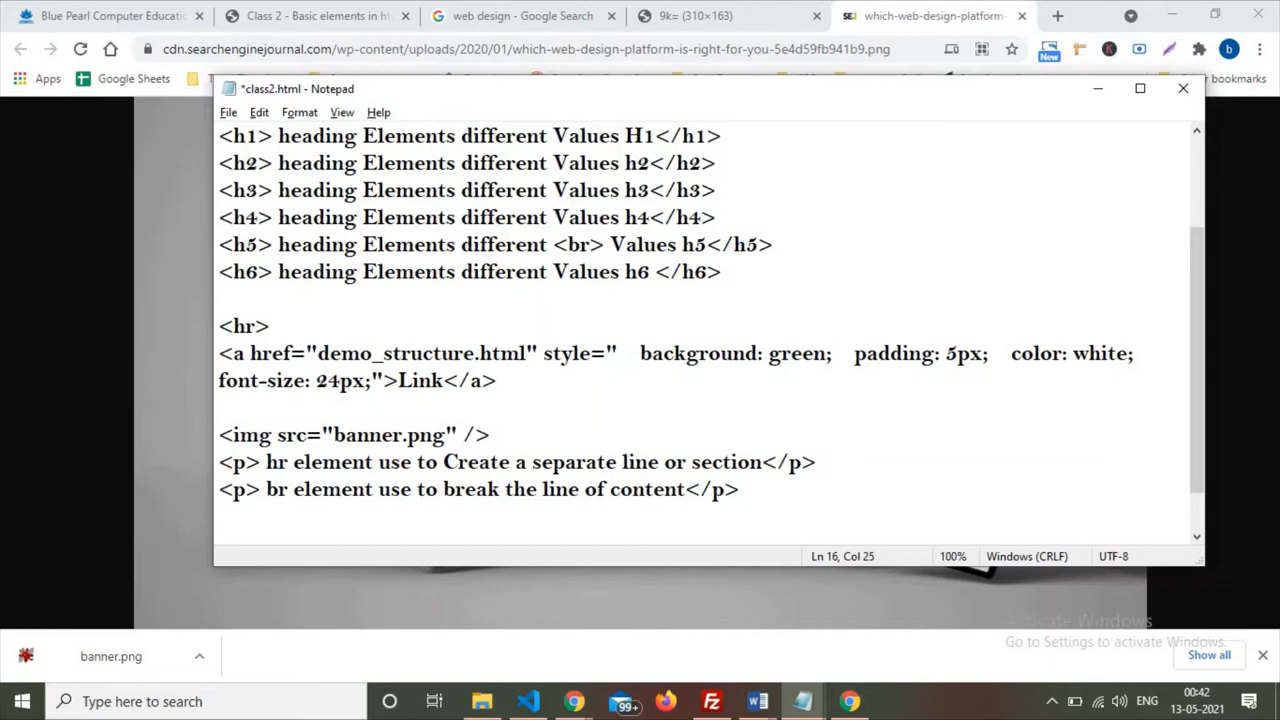 Blue Pearl Computer Educati
Class 2 - Basic elements in ht
web design - Google Search
9k= (310×163)
SEJ
which-web-design-platform-
cdn.searchenginejournal.com/wp-content/uploads/2020/01/which-web-design-platform-is-right-for-you-5e4d59fb941b9.png
New
K
b
Apps
Google Sheets
bookmarks
*class2.html - Notepad
File Edit Format View Help
<h1> heading Elements different Values H1</h1>
<h2> heading Elements different Values h2</h2>
<h3> heading Elements different Values h3</h3>
<h4> heading Elements different Values h4</h4>
<h5> heading Elements different <br> Values h5</h5>
<h6> heading Elements different Values h6 </h6>
<hr>
<a href="demo_structure.html" style="    background: green;    padding: 5px;    color: white;
font-size: 24px;">Link</a>
<img src="banner.png" />
<p> hr element use to Create a separate line or section</p>
<p> br element use to break the line of content</p>
Ln 16, Col 25
100%
Windows (CRLF)
UTF-8
Activate Windows
Go to Settings to activate Windows.
banner.png
Show all
Type here to search
99+
ENG
00:42
13-05-2021